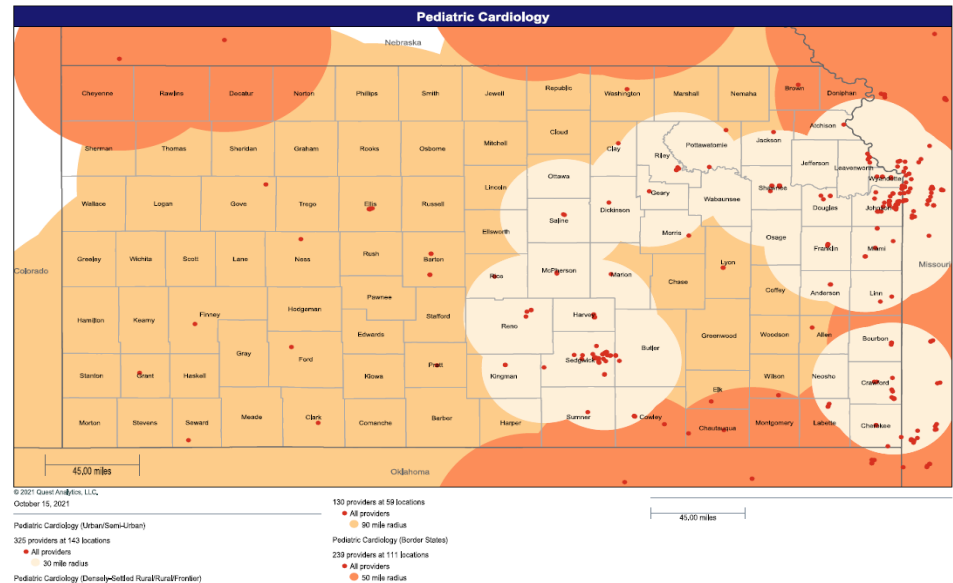 Pediatric Cardiology
Nebraska
Cheyenne Rawlins Decatur Norton Phillips Smith Jewell Republic Washington Marshall Nemaha Brown Doniphan
Cloud Atchison
Sherman Thomas Sheridan Graham Rooks Osborne Mitchell Clay Riley Pottawatomie Jackson Jefferson Leavenworth
Ottawa Wyandotte
Wallace Logan Gove Trego Ellis Russell Lincoln Saline Dickinson Geary Wabaunsee Shawnee Douglas Johnson
Ellsworth Morris Osage Franklin Miami
Colorado Greeley Wichita Scott Lane Ness Rush Barton Rice McPherson Marion Chase Lyon Missouri
Pawnee Coffey Anderson Linn
Hamilton Kearny Finney Hodgeman Stafford Reno Harvey
Gray Ford Edwards Butler Greenwood Woodson Allen Bourbon
Stanton Grant Haskell Kiowa Pratt Kingman Sedgwick Elk Wilson Neosho Crawford
Morton Stevens Seward Meade Clark Comanche Barber Harper Sumner Cowley Chautauqua Montgomery Labette Cherokee
45.00 miles
Oklahoma
© 2021 Quest Analytics, LLC.
October 15, 2021
Pediatric Cardiology (Urban/Semi-Urban)
325 providers at 143 locations
All providers
30 mile radius
Pediatric Cardiology (Densely-Settled Rural/Rural/Frontier)
130 providers at 59 locations
All providers
90 mile radius
Pediatric Cardiology (Border States)
239 providers at 111 locations
All providers
50 mile radius
45.00 miles